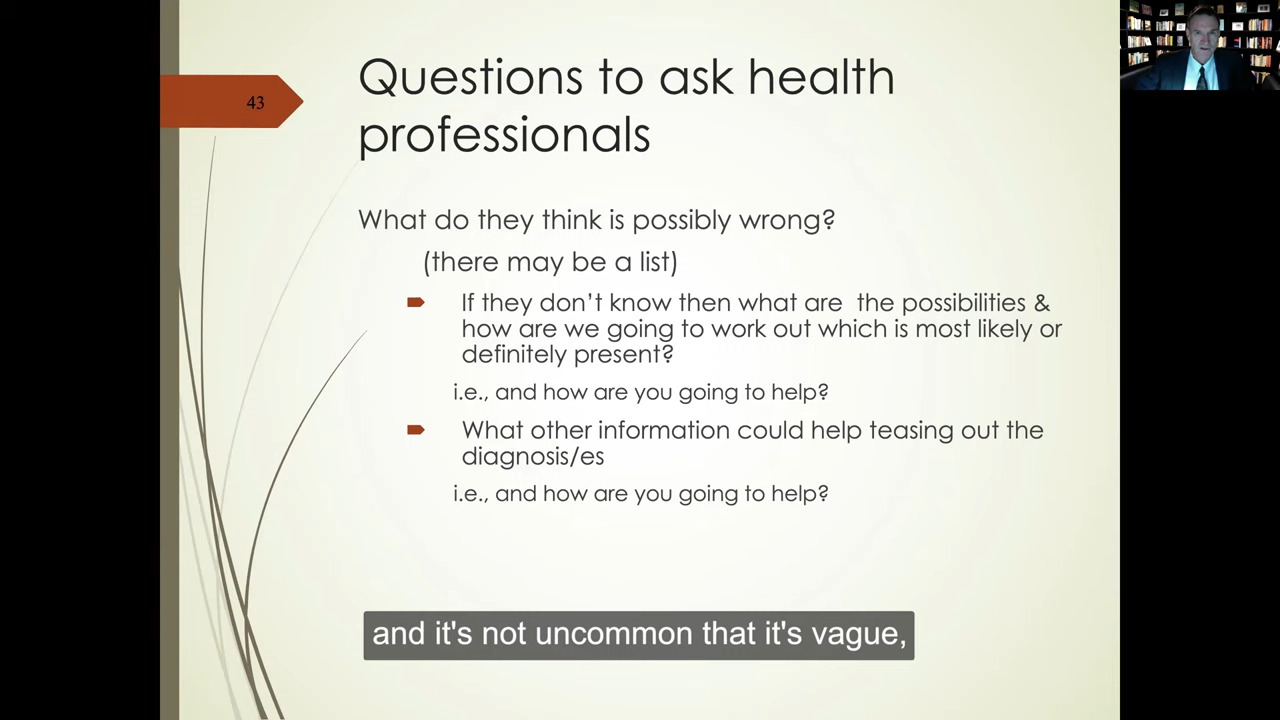 43
Questions to ask health
professionals
What do they think is possibly wrong?
(there may be a list)
If they don’t know then what are  the possibilities &
how are we going to work out which is most likely or
definitely present?
i.e., and how are you going to help?
What other information could help teasing out the
diagnosis/es
i.e., and how are you going to help?
and it's not uncommon that it's vague,